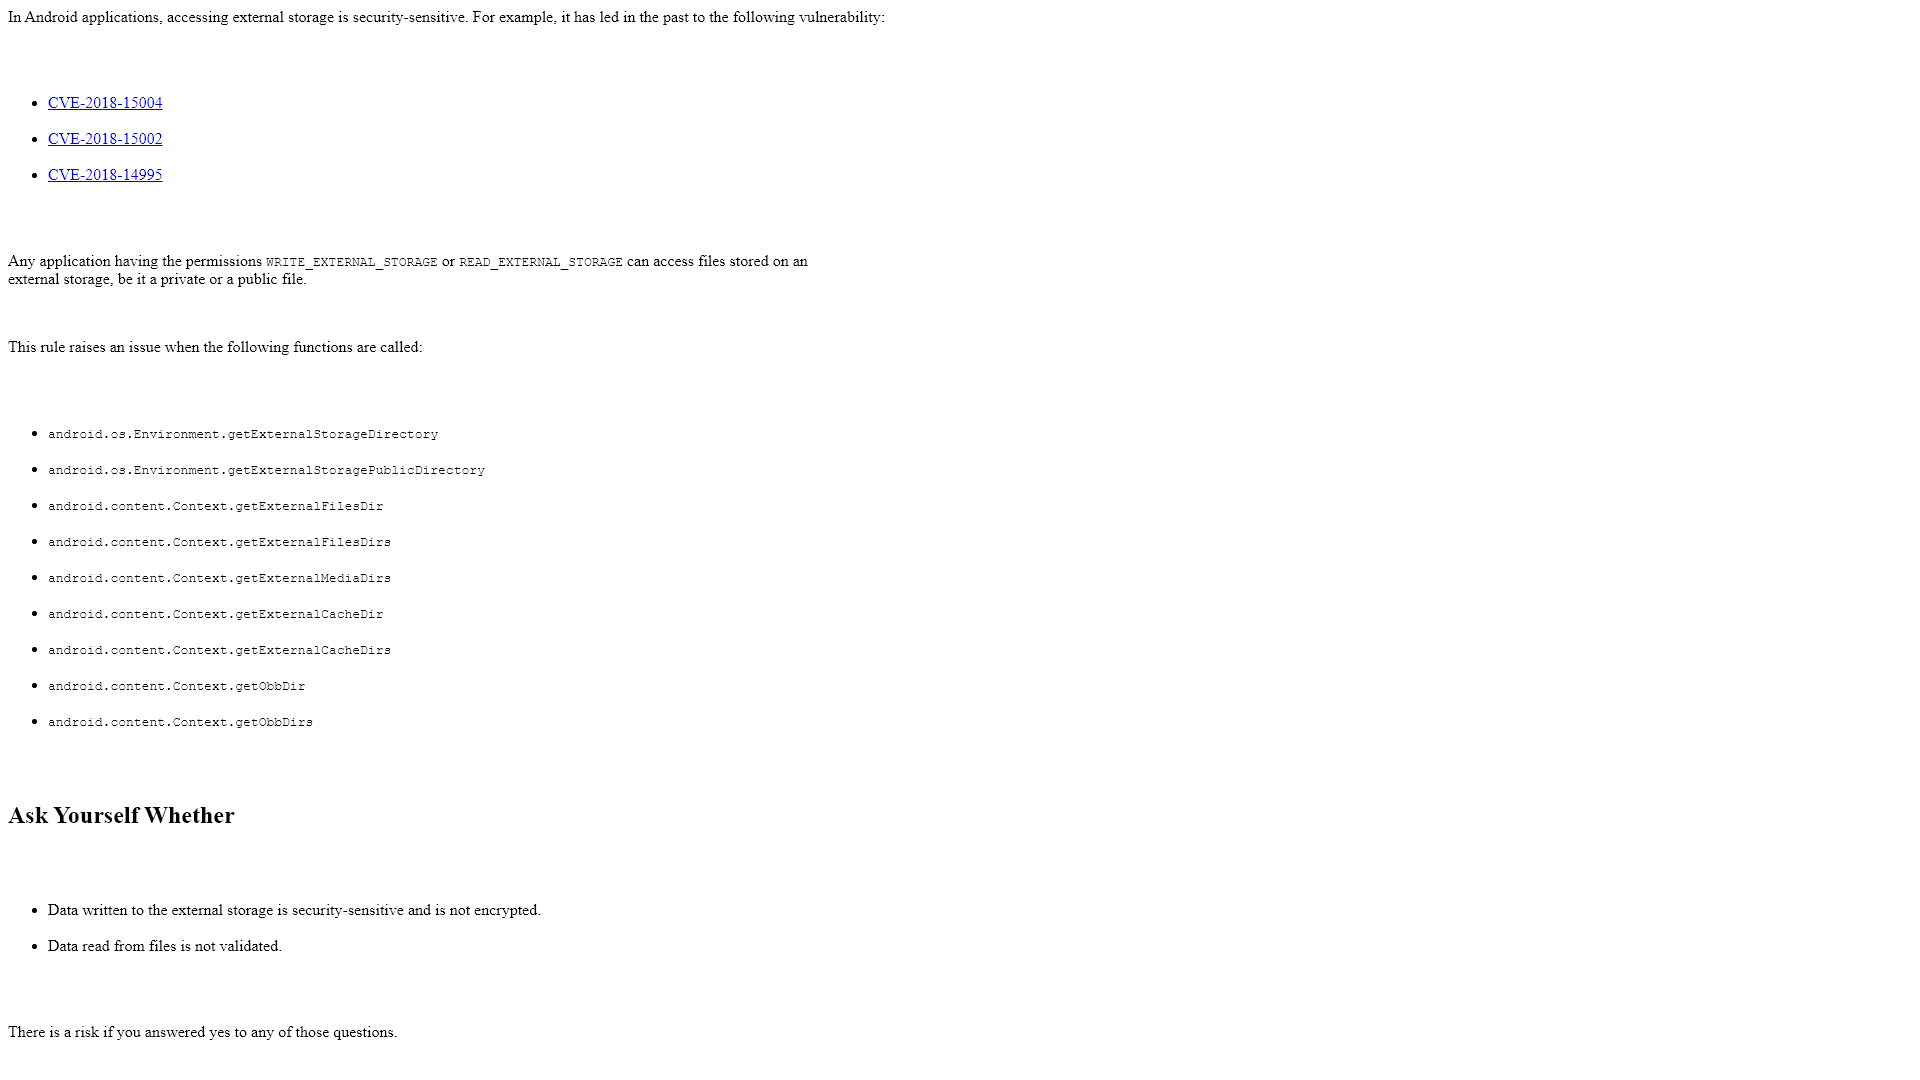 In Android applications, accessing external storage is security-sensitive. For example, it has led in the past to the following vulnerability:
• CVE-2018-15004
• CVE-2018-15002
• CVE-2018-14995
Any application having the permissions WRITE_EXTERNAL_STORAGE or READ_EXTERNAL_STORAGE can access files stored on an
external storage, be it a private or a public file.
This rule raises an issue when the following functions are called:
• android.os.Environment.getExternalStorageDirectory
• android.os.Environment.getExternalStoragePublicDirectory
• android.content.Context.getExternalFilesDir
• android.content.Context.getExternalFilesDirs
• android.content.Context.getExternalMediaDirs
• android.content.Context.getExternalCacheDir
• android.content.Context.getExternalCacheDirs
• android.content.Context.getObbDir
• android.content.Context.getObbDirs
Ask Yourself Whether
• Data written to the external storage is security-sensitive and is not encrypted.
• Data read from files is not validated.
There is a risk if you answered yes to any of those questions.